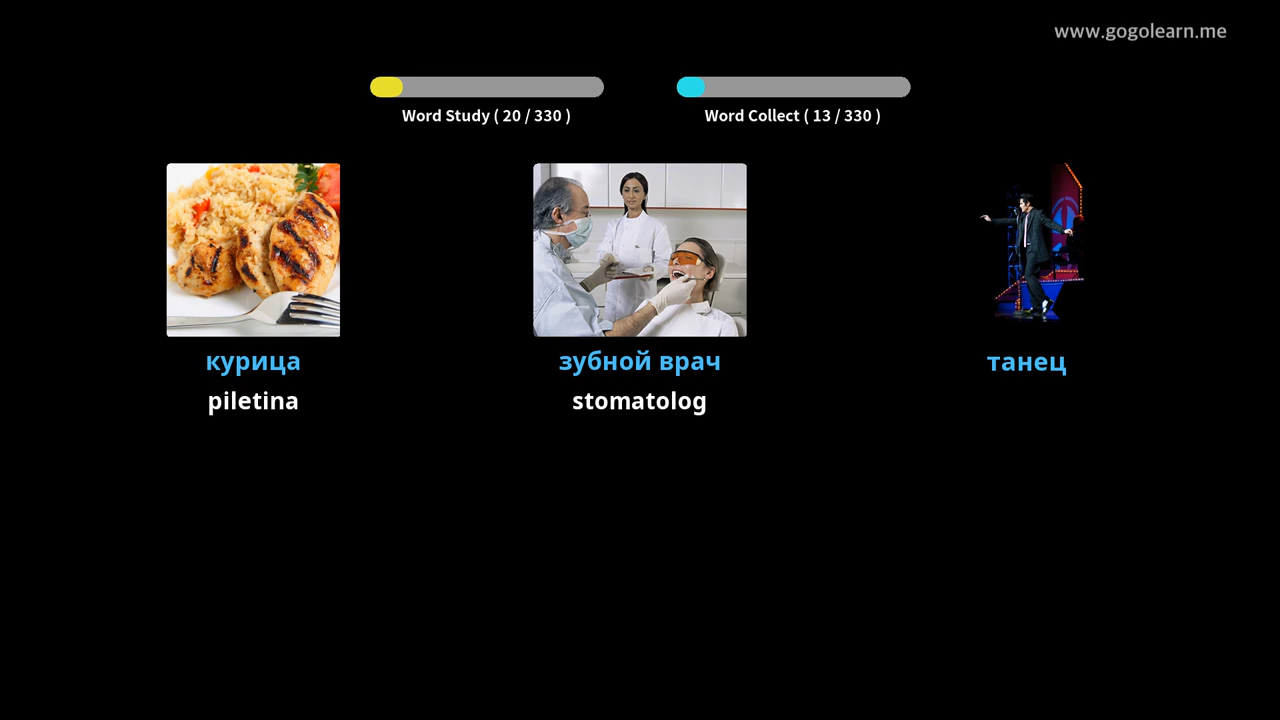 www.gogolearn.me
Word Study ( 20 / 330 )
Word Collect ( 13 / 330 )
курица
piletina
зубной врач
stomatolog
танец